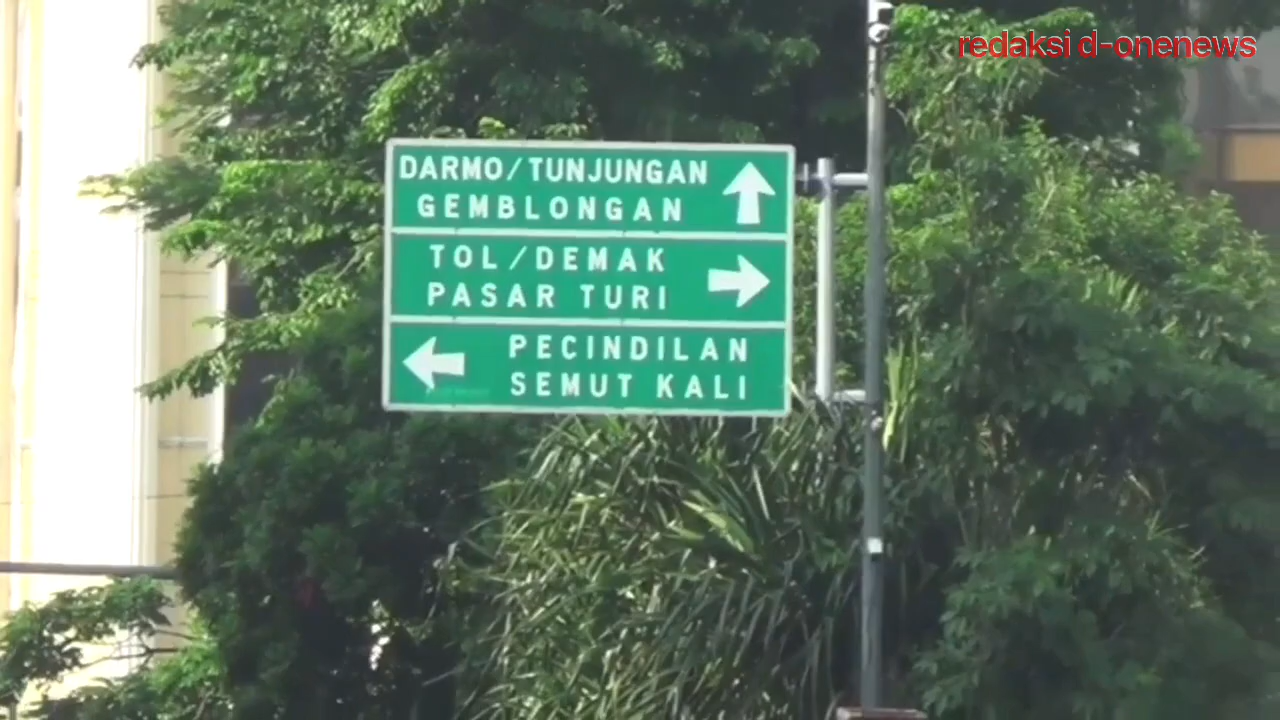 redaksi d-onenews
DARMO/TUNJUNGAN
GEMBLONGAN
TOL/DEMAK
PASAR TURI
PECINDILAN
SEMUT KALI